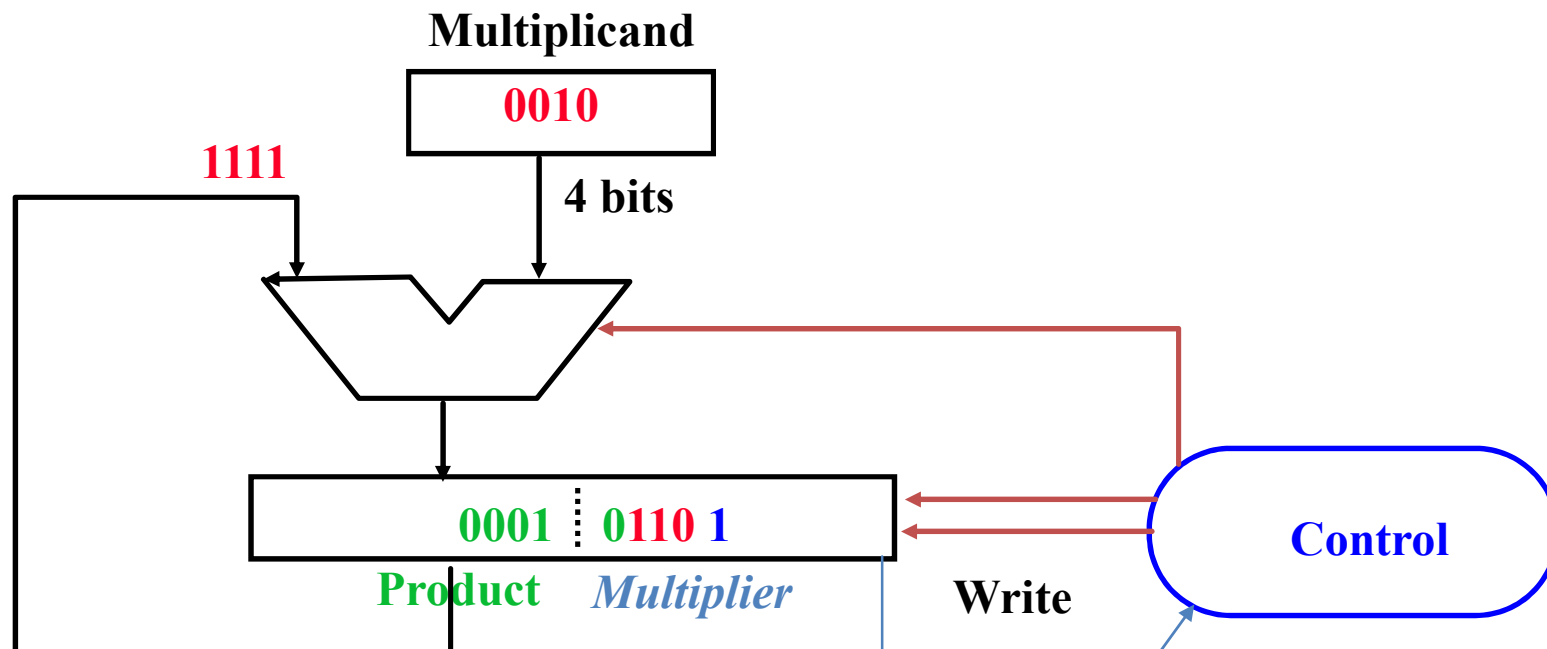 Multiplicand
0010
1111
4 bits
0001 0110 1
Product Multiplier
Write
Control